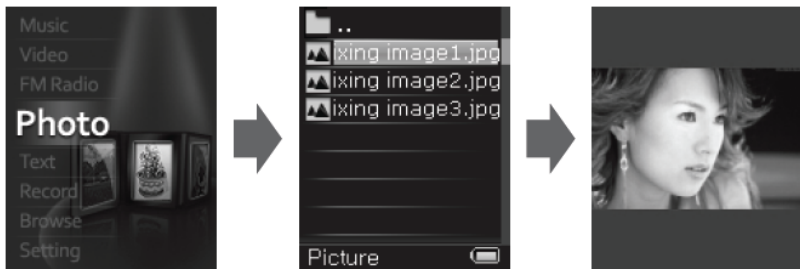 Music
Video
FM Radio
Photo
Text
Record
Browse
Setting
..
ixing image1.jpg
ixing image2.jpg
ixing image3.jpg
Picture